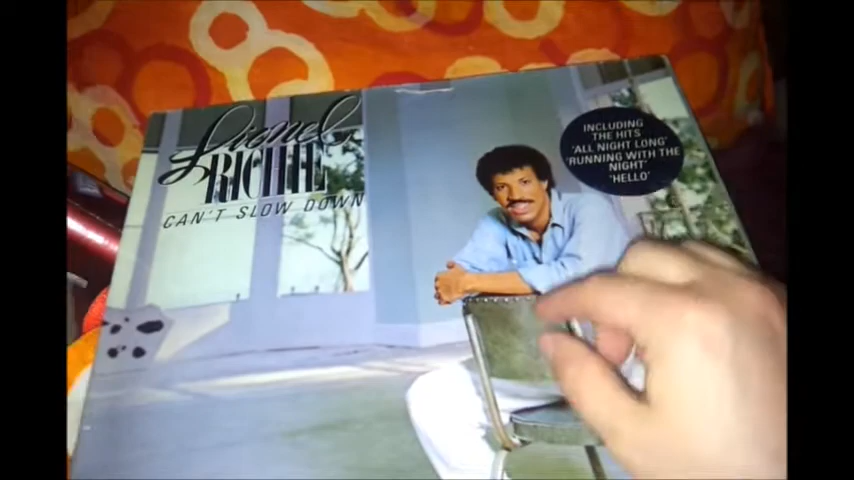 Lionel
RICHIE
CAN'T SLOW DOWN
INCLUDING
THE HITS
'ALL NIGHT LONG'
'RUNNING WITH THE
NIGHT'
'HELLO'